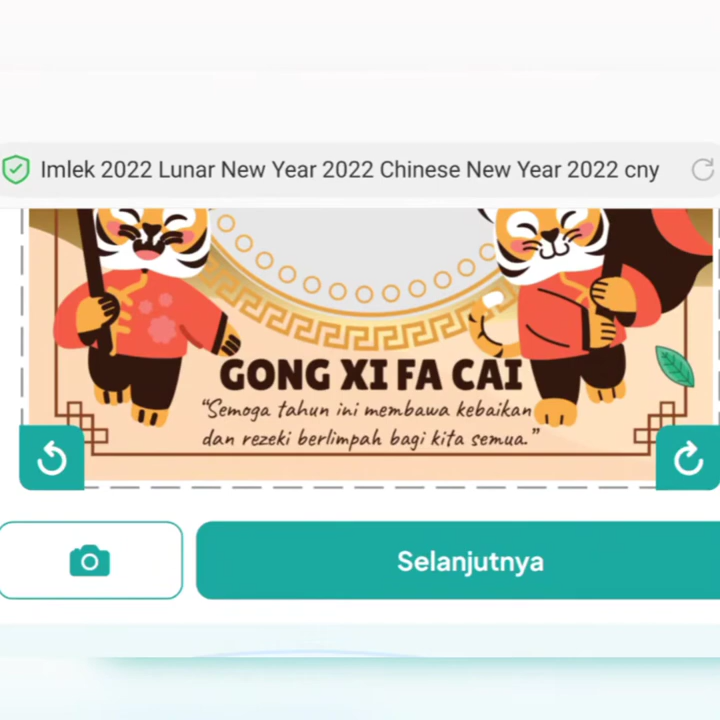 Imlek 2022 Lunar New Year 2022 Chinese New Year 2022 cny
GONG XI FA CAI
“Semoga tahun ini membawa kebaikan
dan rezeki berlimpah bagi kita semua.”
Selanjutnya